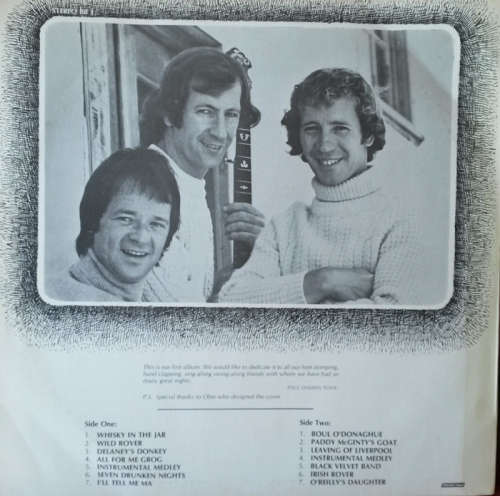 This is our first album. We would like to dedicate it to all our foot stomping,
hand clapping, sing-along swing-along friends with whom we have had so
many great nights.
P.S. Special thanks to Obie who designed the cover.
Side One:
1. WHISKY IN THE JAR
2. WILD ROVER
3. DELANEY'S DONKEY
4. ALL FOR ME GROG
5. INSTRUMENTAL MEDLEY
6. SEVEN DRUNKEN NIGHTS
7. I'LL TELL ME MA
Side Two:
1. ROUL O'DONAGHUE
2. PADDY McGINTY'S GOAT
3. LEAVING OF LIVERPOOL
4. INSTRUMENTAL MEDLEY
5. BLACK VELVET BAND
6. IRISH ROVER
7. O'REILLY'S DAUGHTER